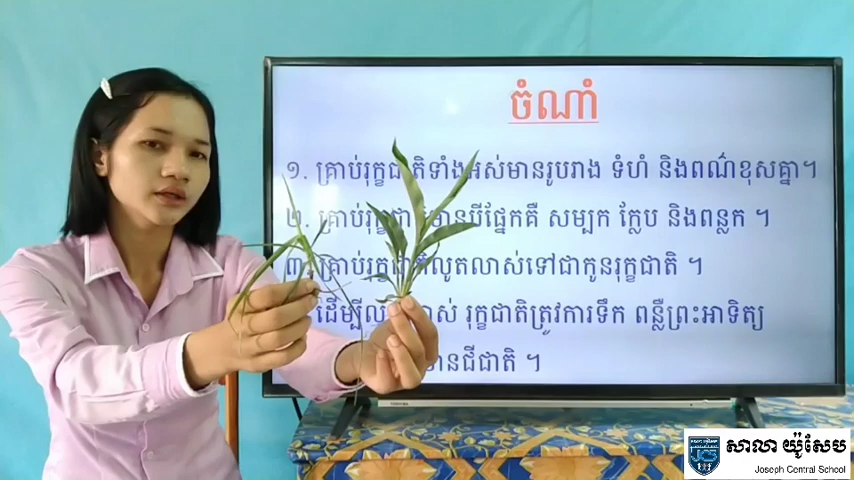 ចំណាំ
១. គ្រាប់រុក្ខជាតិទាំងអស់មានរូបរាង ទំហំ និងពណ៌ខុសគ្នា។
២. គ្រាប់រុក្ខជាតិមានបីផ្នែកគឺ សម្បក ក្លែប និងពន្លក ។
៣. គ្រាប់រុក្ខជាតិលូតលាស់ទៅជាកូនរុក្ខជាតិ ។
ដើម្បីលូតលាស់ រុក្ខជាតិត្រូវការទឹក ពន្លឺព្រះអាទិត្យ
មានជីជាតិ ។
TOSHIBA
សាលា យ៉ូសែប
JCS
Joseph Central School